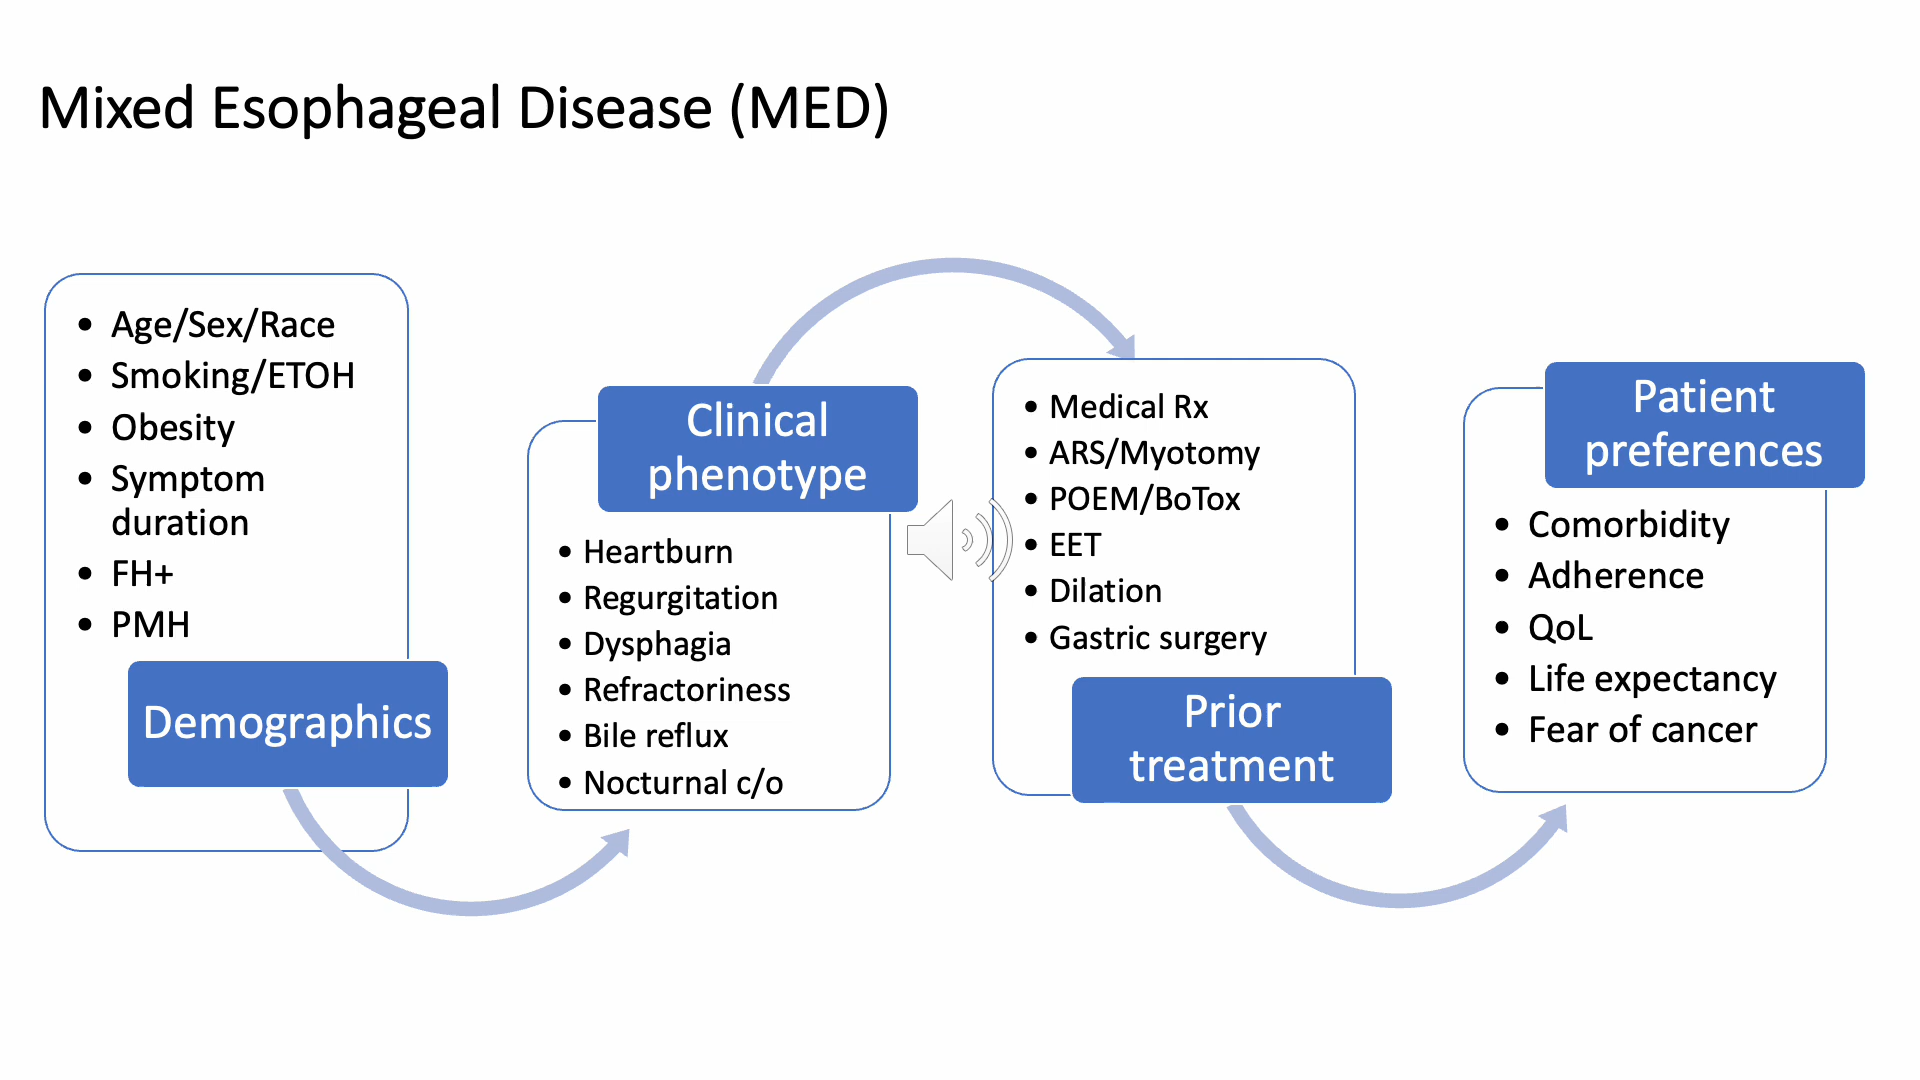 Mixed Esophageal Disease (MED)
• Age/Sex/Race
• Smoking/ETOH
• Obesity
• Symptom
duration
• FH+
• PMH
Demographics
Clinical
phenotype
• Heartburn
• Regurgitation
• Dysphagia
• Refractoriness
• Bile reflux
• Nocturnal c/o
• Medical Rx
• ARS/Myotomy
• POEM/BoTox
• EET
• Dilation
• Gastric surgery
Prior
treatment
Patient
preferences
• Comorbidity
• Adherence
• QoL
• Life expectancy
• Fear of cancer